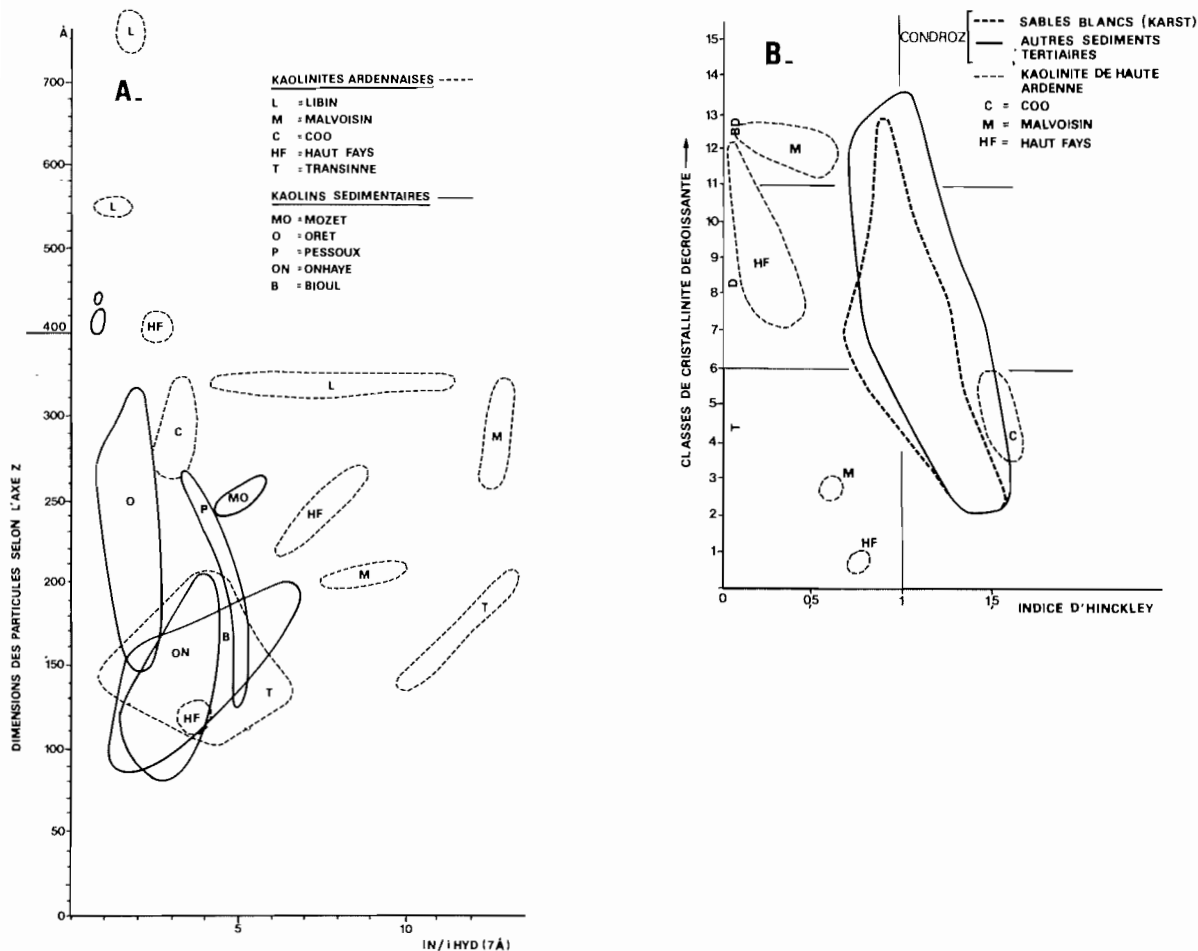 A_
Å
700
600
500
400
300
250
200
150
100
50
0
5
10
DIMENSIONS DES PARTICULES SELON L'AXE Z
IN/iHYD (7Å)
KAOLINITES ARDENNAISES
L = LIBIN
M = MALVOISIN
C = COO
HF = HAUT FAYS
T = TRANSINNE
KAOLINS SEDIMENTAIRES
MO = MOZET
O = ORET
P = PESSOUX
ON = ONHAYE
B = BIOUL
L
L
HF
L
C
M
O
P
MO
HF
M
T
ON
B
T
HF
B_
CONDROZ
SABLES BLANCS (KARST)
AUTRES SEDIMENTS
TERTIAIRES
KAOLINITE DE HAUTE
ARDENNE
C = COO
M = MALVOISIN
HF = HAUT FAYS
CLASSES DE CRISTALLINITE DECROISSANTE
15
14
13
12
11
10
9
8
7
6
5
4
3
2
1
BD
D
T
M
HF
C
M
HF
0
0,5
1
1,5
INDICE D'HINCKLEY